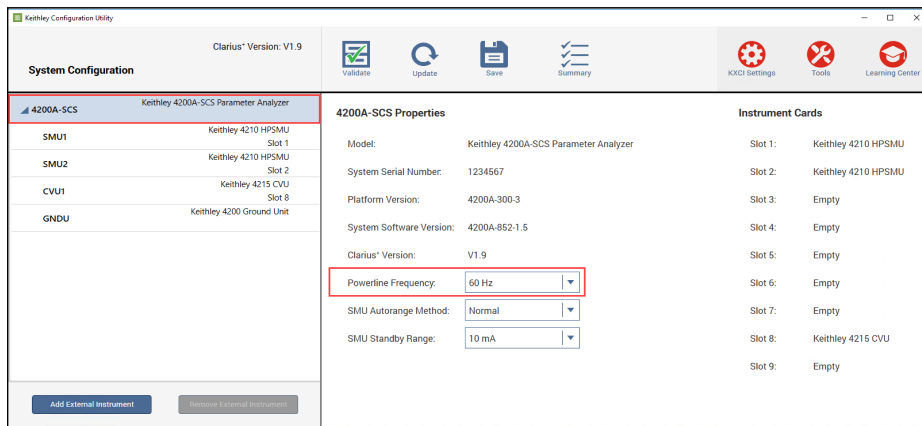 Keithley Configuration Utility
Clarius⁺ Version: V1.9
System Configuration
Validate
Update
Save
Summary
KXCI Settings
Tools
Learning Center
4200A-SCS Keithley 4200A-SCS Parameter Analyzer
SMU1 Keithley 4210 HPSMU
Slot 1
SMU2 Keithley 4210 HPSMU
Slot 2
CVU1 Keithley 4215 CVU
Slot 8
GNDU Keithley 4200 Ground Unit
Add External Instrument
Remove External Instrument
4200A-SCS Properties
Model: Keithley 4200A-SCS Parameter Analyzer
System Serial Number: 1234567
Platform Version: 4200A-300-3
System Software Version: 4200A-852-1.5
Clarius⁺ Version: V1.9
Powerline Frequency: 60 Hz
SMU Autorange Method: Normal
SMU Standby Range: 10 mA
Instrument Cards
Slot 1: Keithley 4210 HPSMU
Slot 2: Keithley 4210 HPSMU
Slot 3: Empty
Slot 4: Empty
Slot 5: Empty
Slot 6: Empty
Slot 7: Empty
Slot 8: Keithley 4215 CVU
Slot 9: Empty